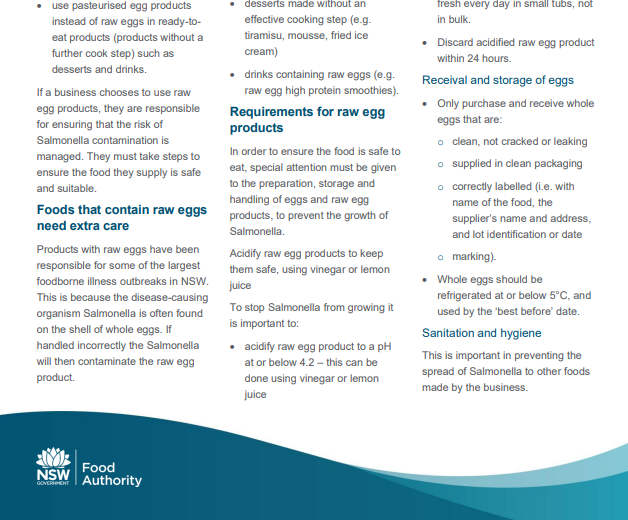 • use pasteurised egg products
instead of raw eggs in ready-to-
eat products (products without a
further cook step) such as
desserts and drinks.
If a business chooses to use raw
egg products, they are responsible
for ensuring that the risk of
Salmonella contamination is
managed. They must take steps to
ensure the food they supply is safe
and suitable.
Foods that contain raw eggs
need extra care
Products with raw eggs have been
responsible for some of the largest
foodborne illness outbreaks in NSW.
This is because the disease-causing
organism Salmonella is often found
on the shell of whole eggs. If
handled incorrectly the Salmonella
will then contaminate the raw egg
product.
• desserts made without an
effective cooking step (e.g.
tiramisu, mousse, fried ice
cream)
• drinks containing raw eggs (e.g.
raw egg high protein smoothies).
Requirements for raw egg
products
In order to ensure the food is safe to
eat, special attention must be given
to the preparation, storage and
handling of eggs and raw egg
products, to prevent the growth of
Salmonella.
Acidify raw egg products to keep
them safe, using vinegar or lemon
juice
To stop Salmonella from growing it
is important to:
• acidify raw egg product to a pH
at or below 4.2 – this can be
done using vinegar or lemon
juice
fresh every day in small tubs, not
in bulk.
• Discard acidified raw egg product
within 24 hours.
Receival and storage of eggs
• Only purchase and receive whole
eggs that are:
o clean, not cracked or leaking
o supplied in clean packaging
o correctly labelled (i.e. with
name of the food, the
supplier's name and address,
and lot identification or date
o marking).
• Whole eggs should be
refrigerated at or below 5°C, and
used by the 'best before' date.
Sanitation and hygiene
This is important in preventing the
spread of Salmonella to other foods
made by the business.
NSW
GOVERNMENT
Food
Authority